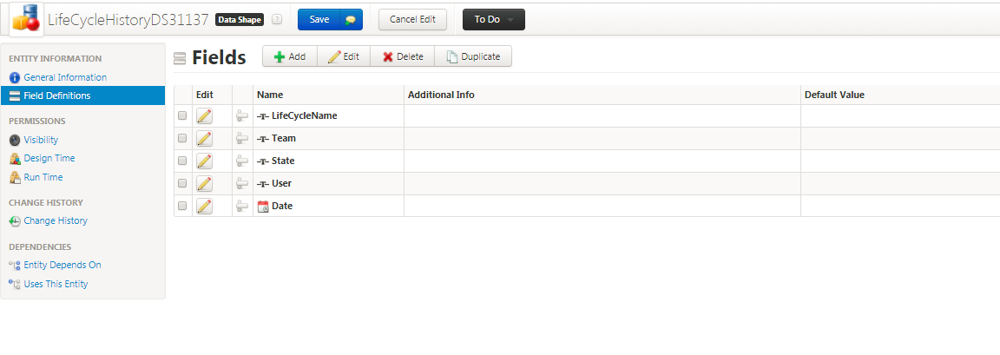 LifeCycleHistoryDS31137 Data Shape ? Save Cancel Edit To Do
ENTITY INFORMATION
General Information
Field Definitions
PERMISSIONS
Visibility
Design Time
Run Time
CHANGE HISTORY
Change History
DEPENDENCIES
Entity Depends On
Uses This Entity
Fields Add Edit Delete Duplicate
Edit Name Additional Info Default Value
-T- LifeCycleName
-T- Team
-T- State
-T- User
Date